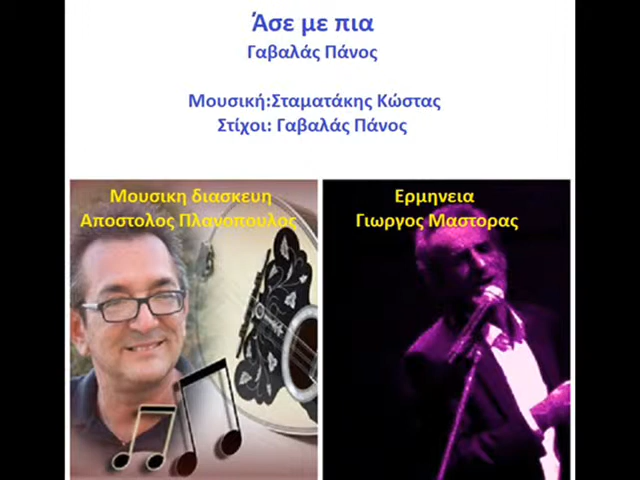 Άσε με πια
Γαβαλάς Πάνος
Μουσική:Σταματάκης Κώστας
Στίχοι: Γαβαλάς Πάνος
Μουσικη διασκευη
Αποστολος Πλανοπουλος
Ερμηνεια
Γιωργος Μαστορας